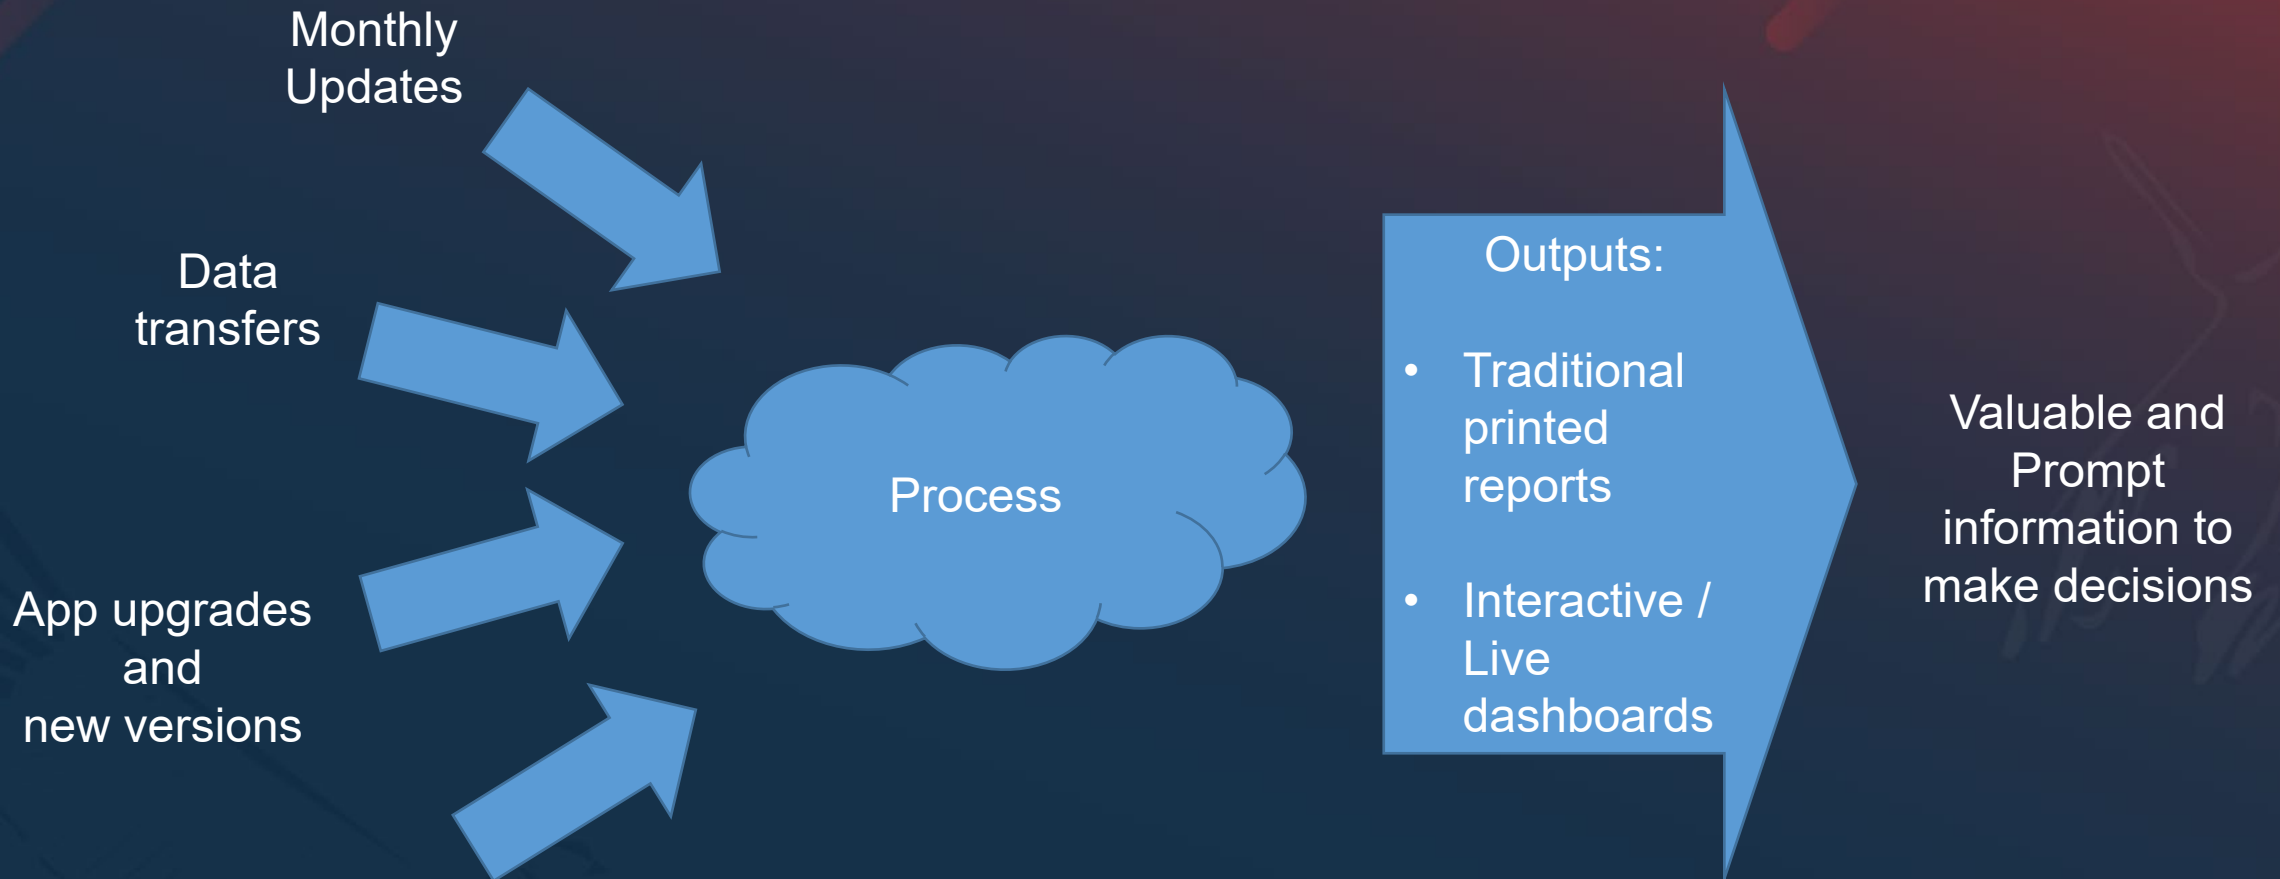 Monthly
Updates
Data
transfers
App upgrades
and
new versions
Process
Outputs:
• Traditional
printed
reports
• Interactive /
Live
dashboards
Valuable and
Prompt
information to
make decisions